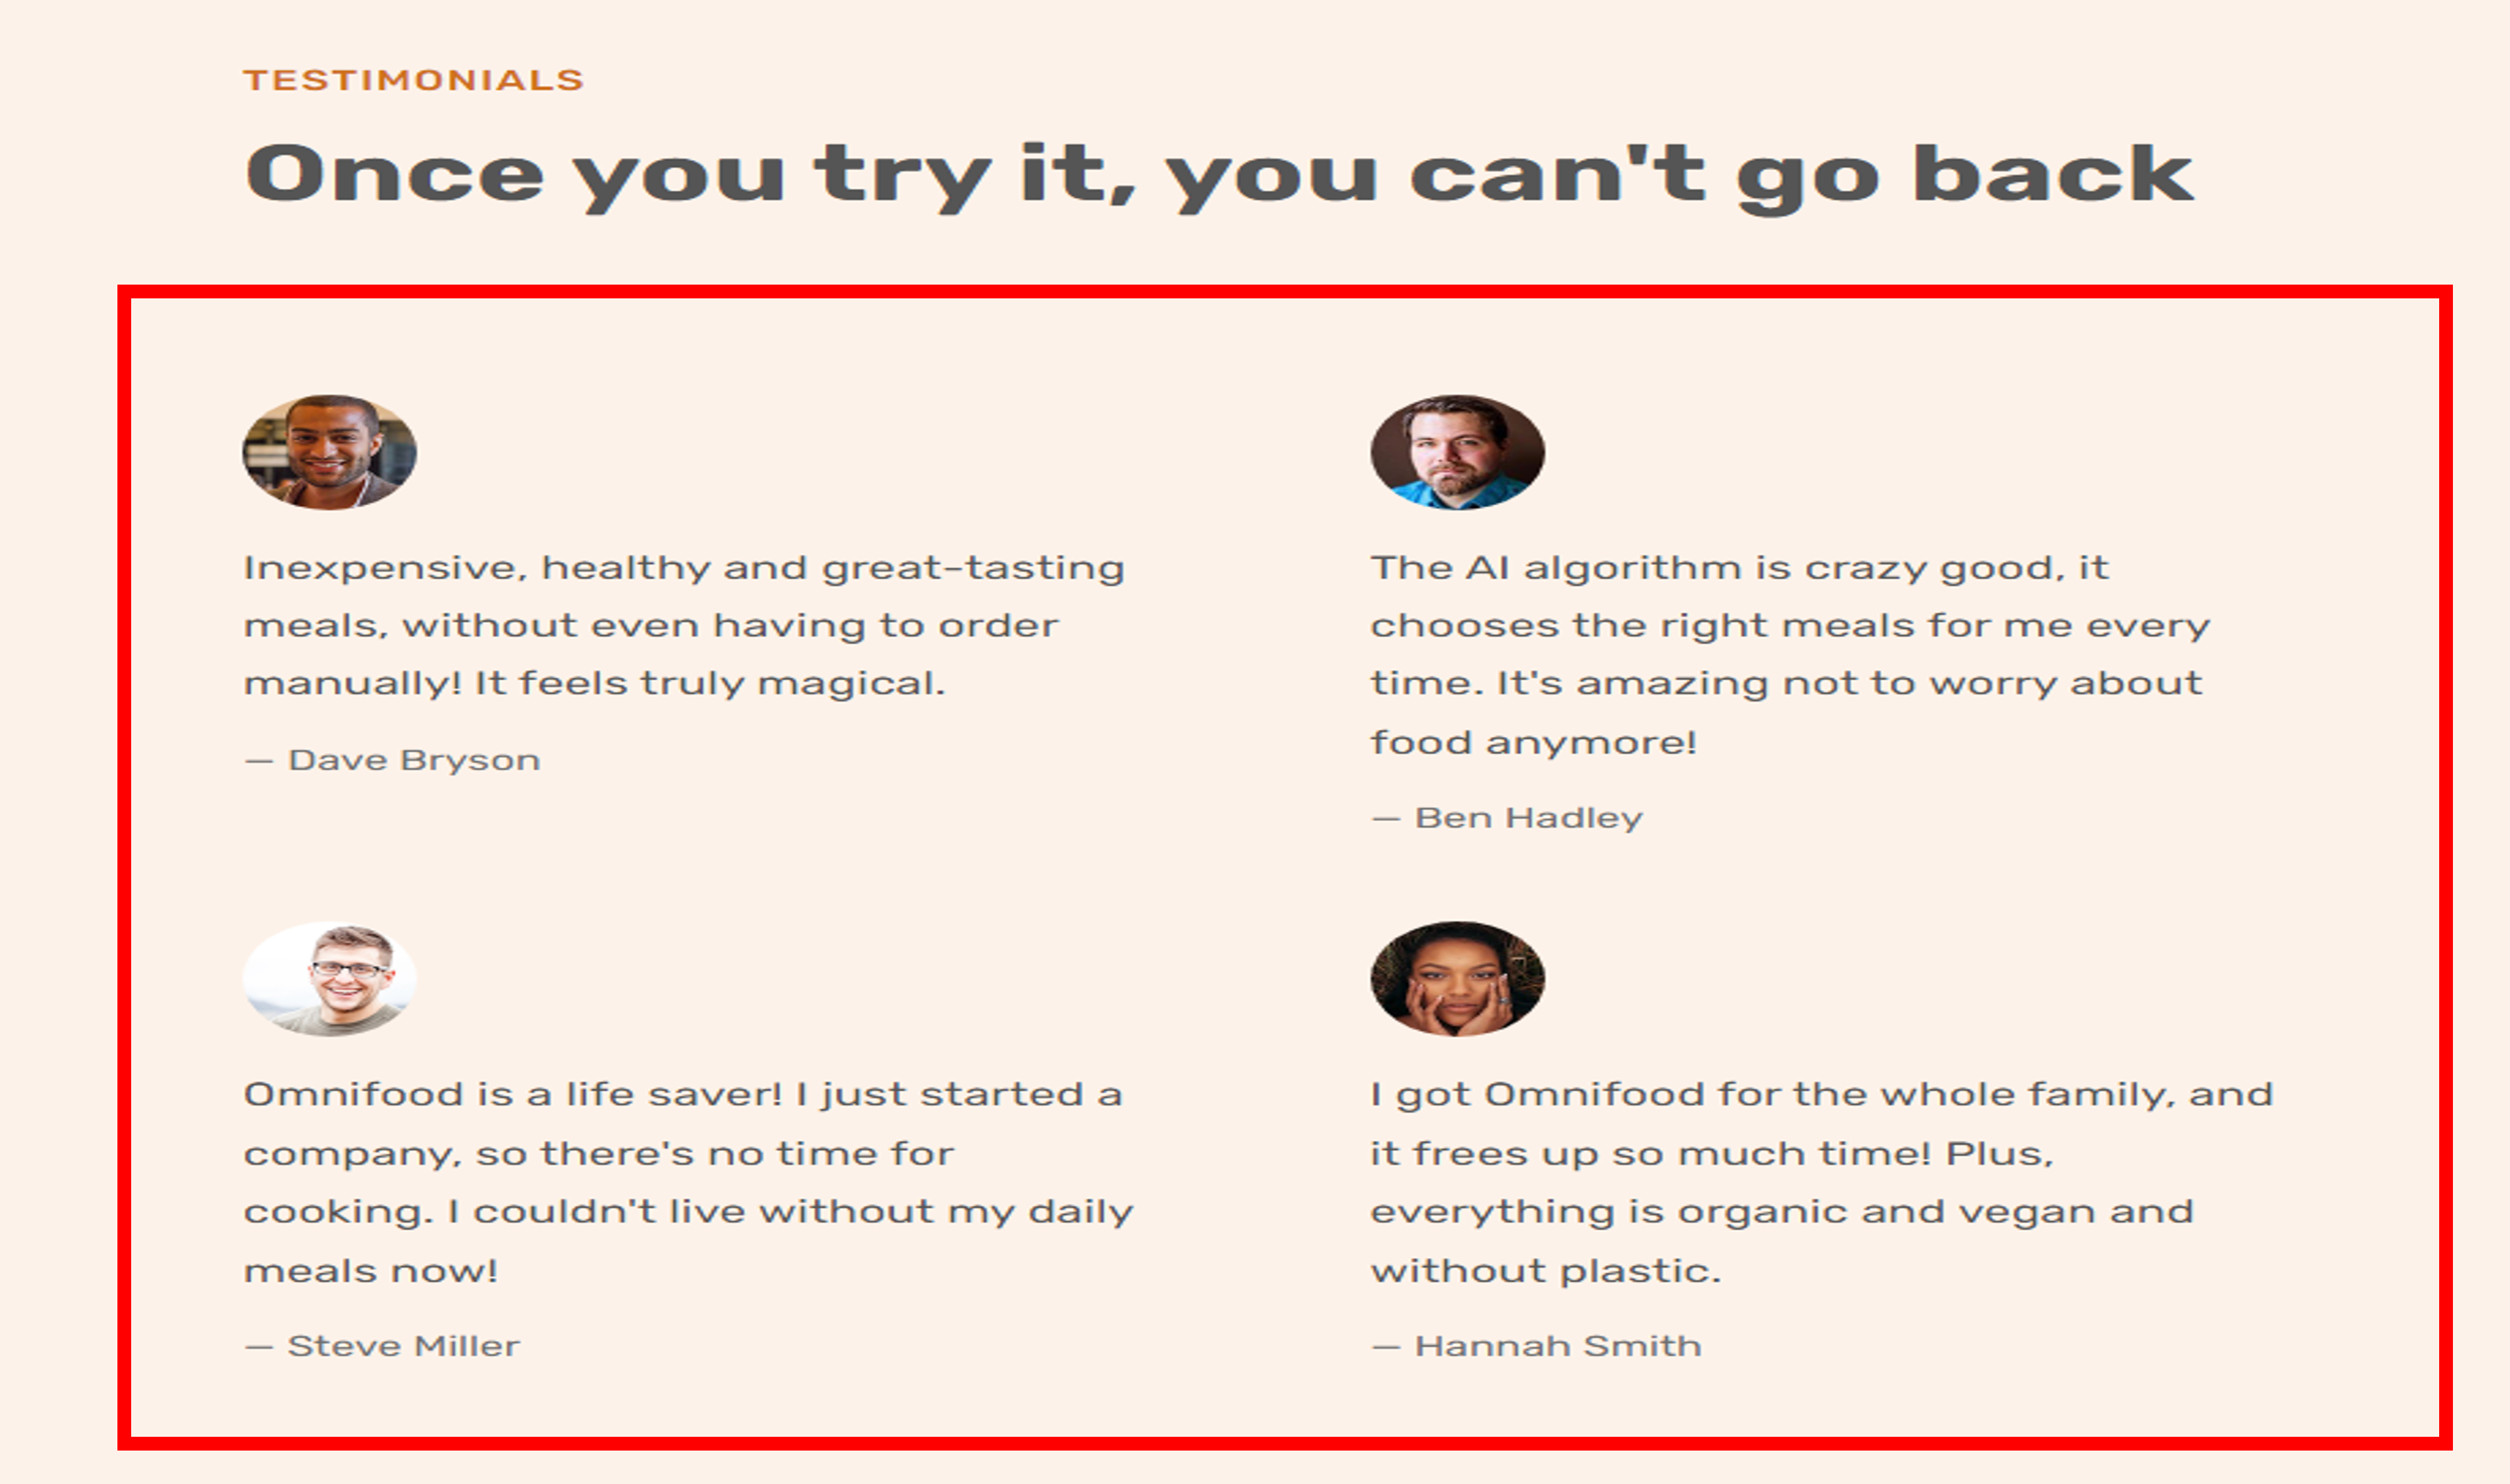 TESTIMONIALS
Once you try it, you can't go back
Inexpensive, healthy and great-tasting
meals, without even having to order
manually! It feels truly magical.
— Dave Bryson
The AI algorithm is crazy good, it
chooses the right meals for me every
time. It's amazing not to worry about
food anymore!
— Ben Hadley
Omnifood is a life saver! I just started a
company, so there's no time for
cooking. I couldn't live without my daily
meals now!
— Steve Miller
I got Omnifood for the whole family, and
it frees up so much time! Plus,
everything is organic and vegan and
without plastic.
— Hannah Smith